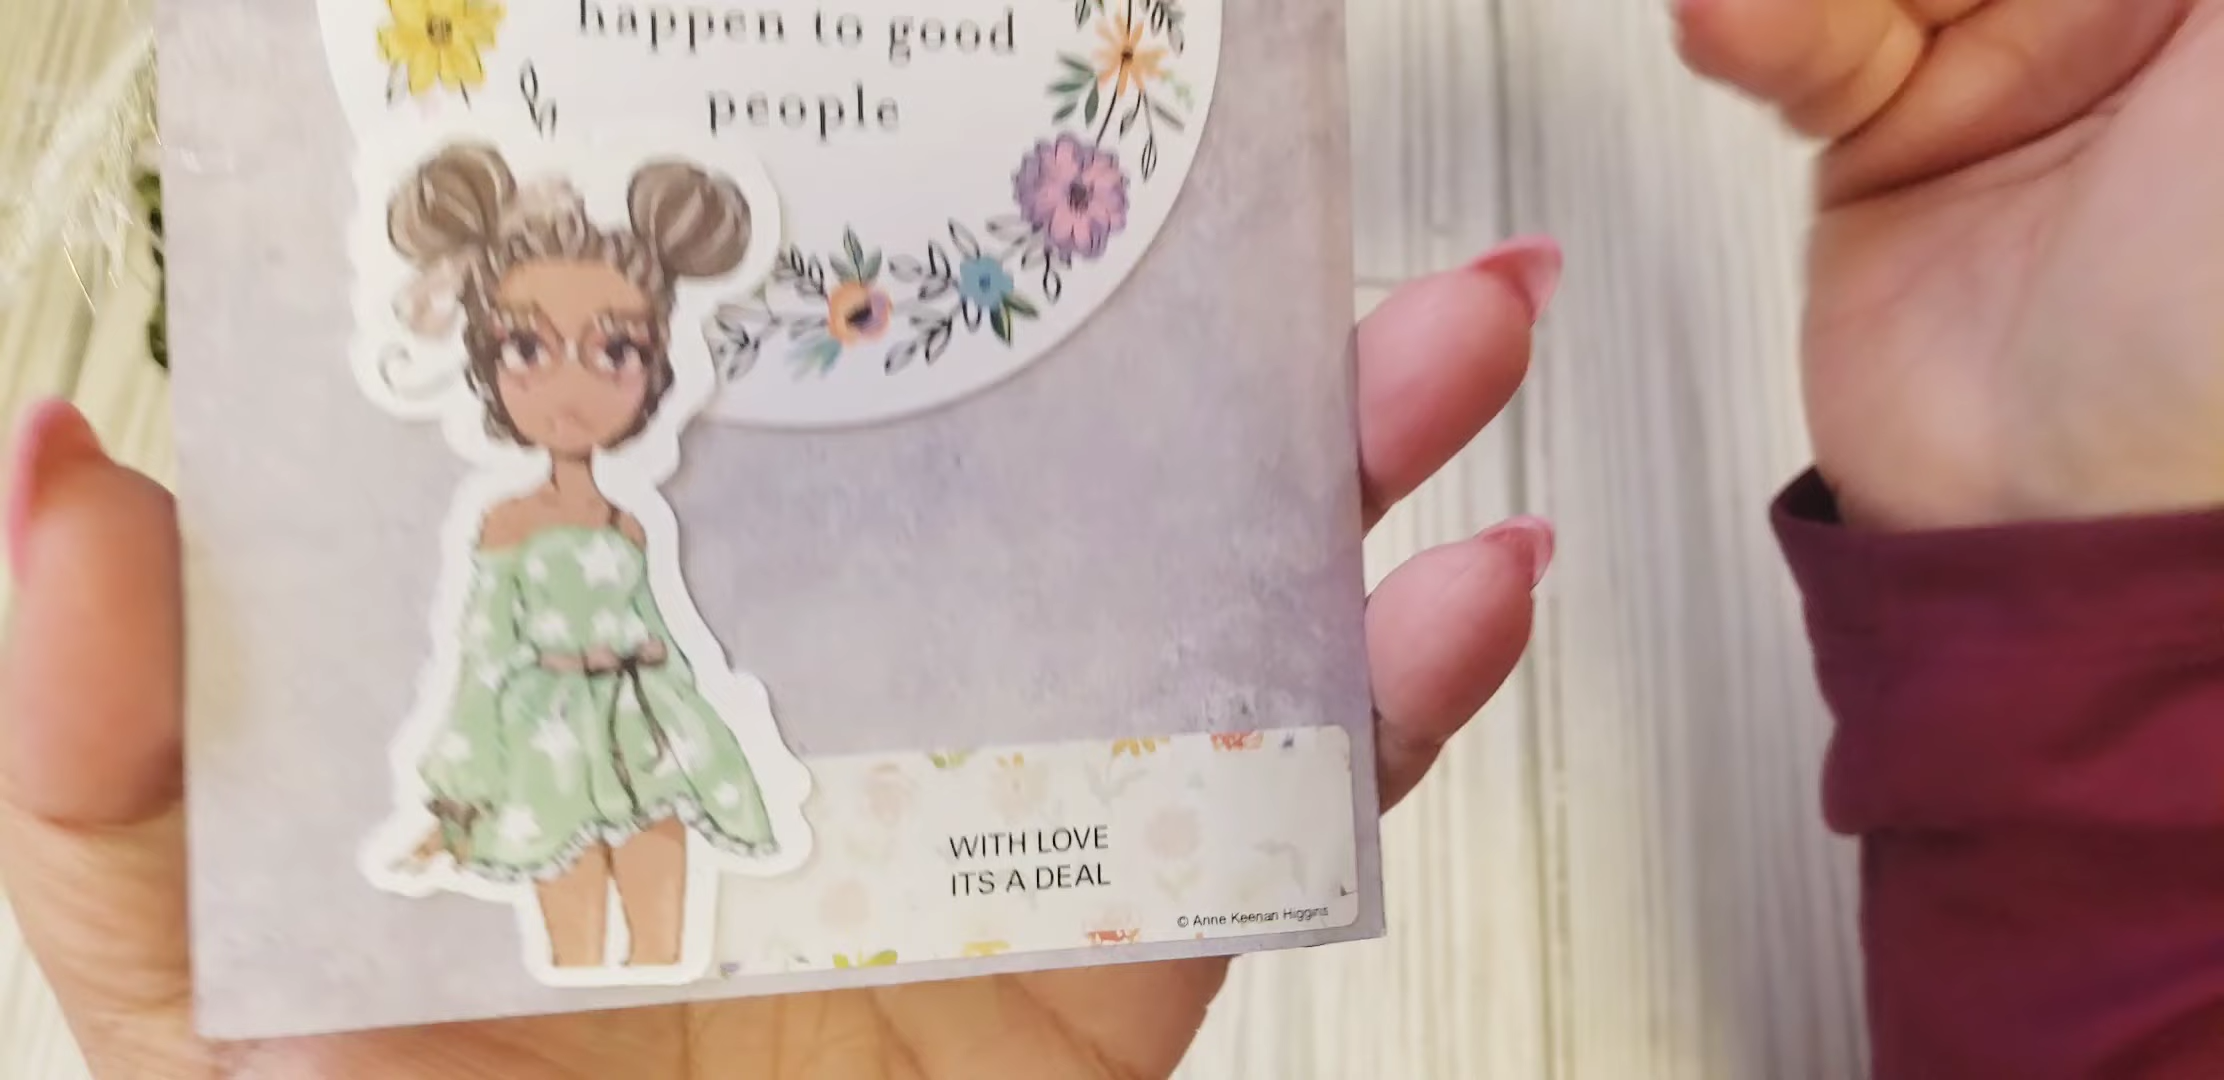 happen to good
people
WITH LOVE
ITS A DEAL
© Anne Keenan Higgins